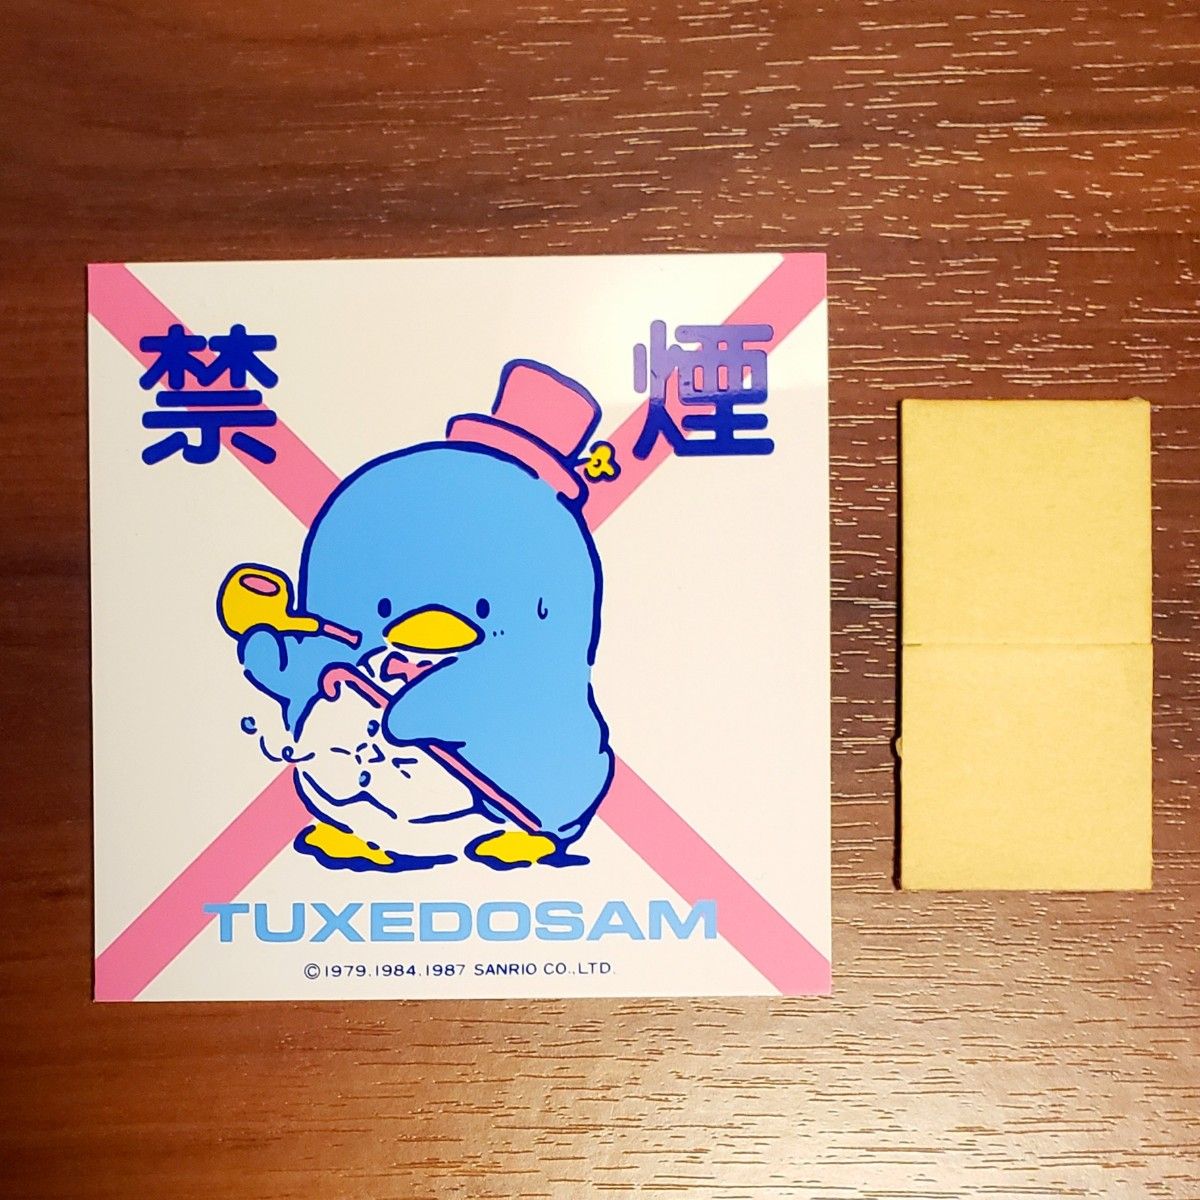 禁煙
TUXEDOSAM
©1979,1984,1987 SANRIO CO.,LTD.